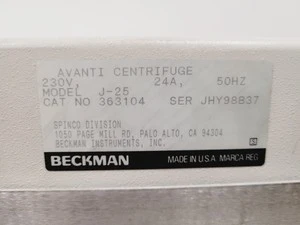 AVANTI CENTRIFUGE
230V, 24A, 50HZ
MODEL J-25
CAT NO 363104 SER JHY98B37
SPINCO DIVISION
1050 PAGE MILL RD, PALO ALTO, CA 94304
BECKMAN INSTRUMENTS, INC.
BECKMAN MADE IN U.S.A. MARCA REG